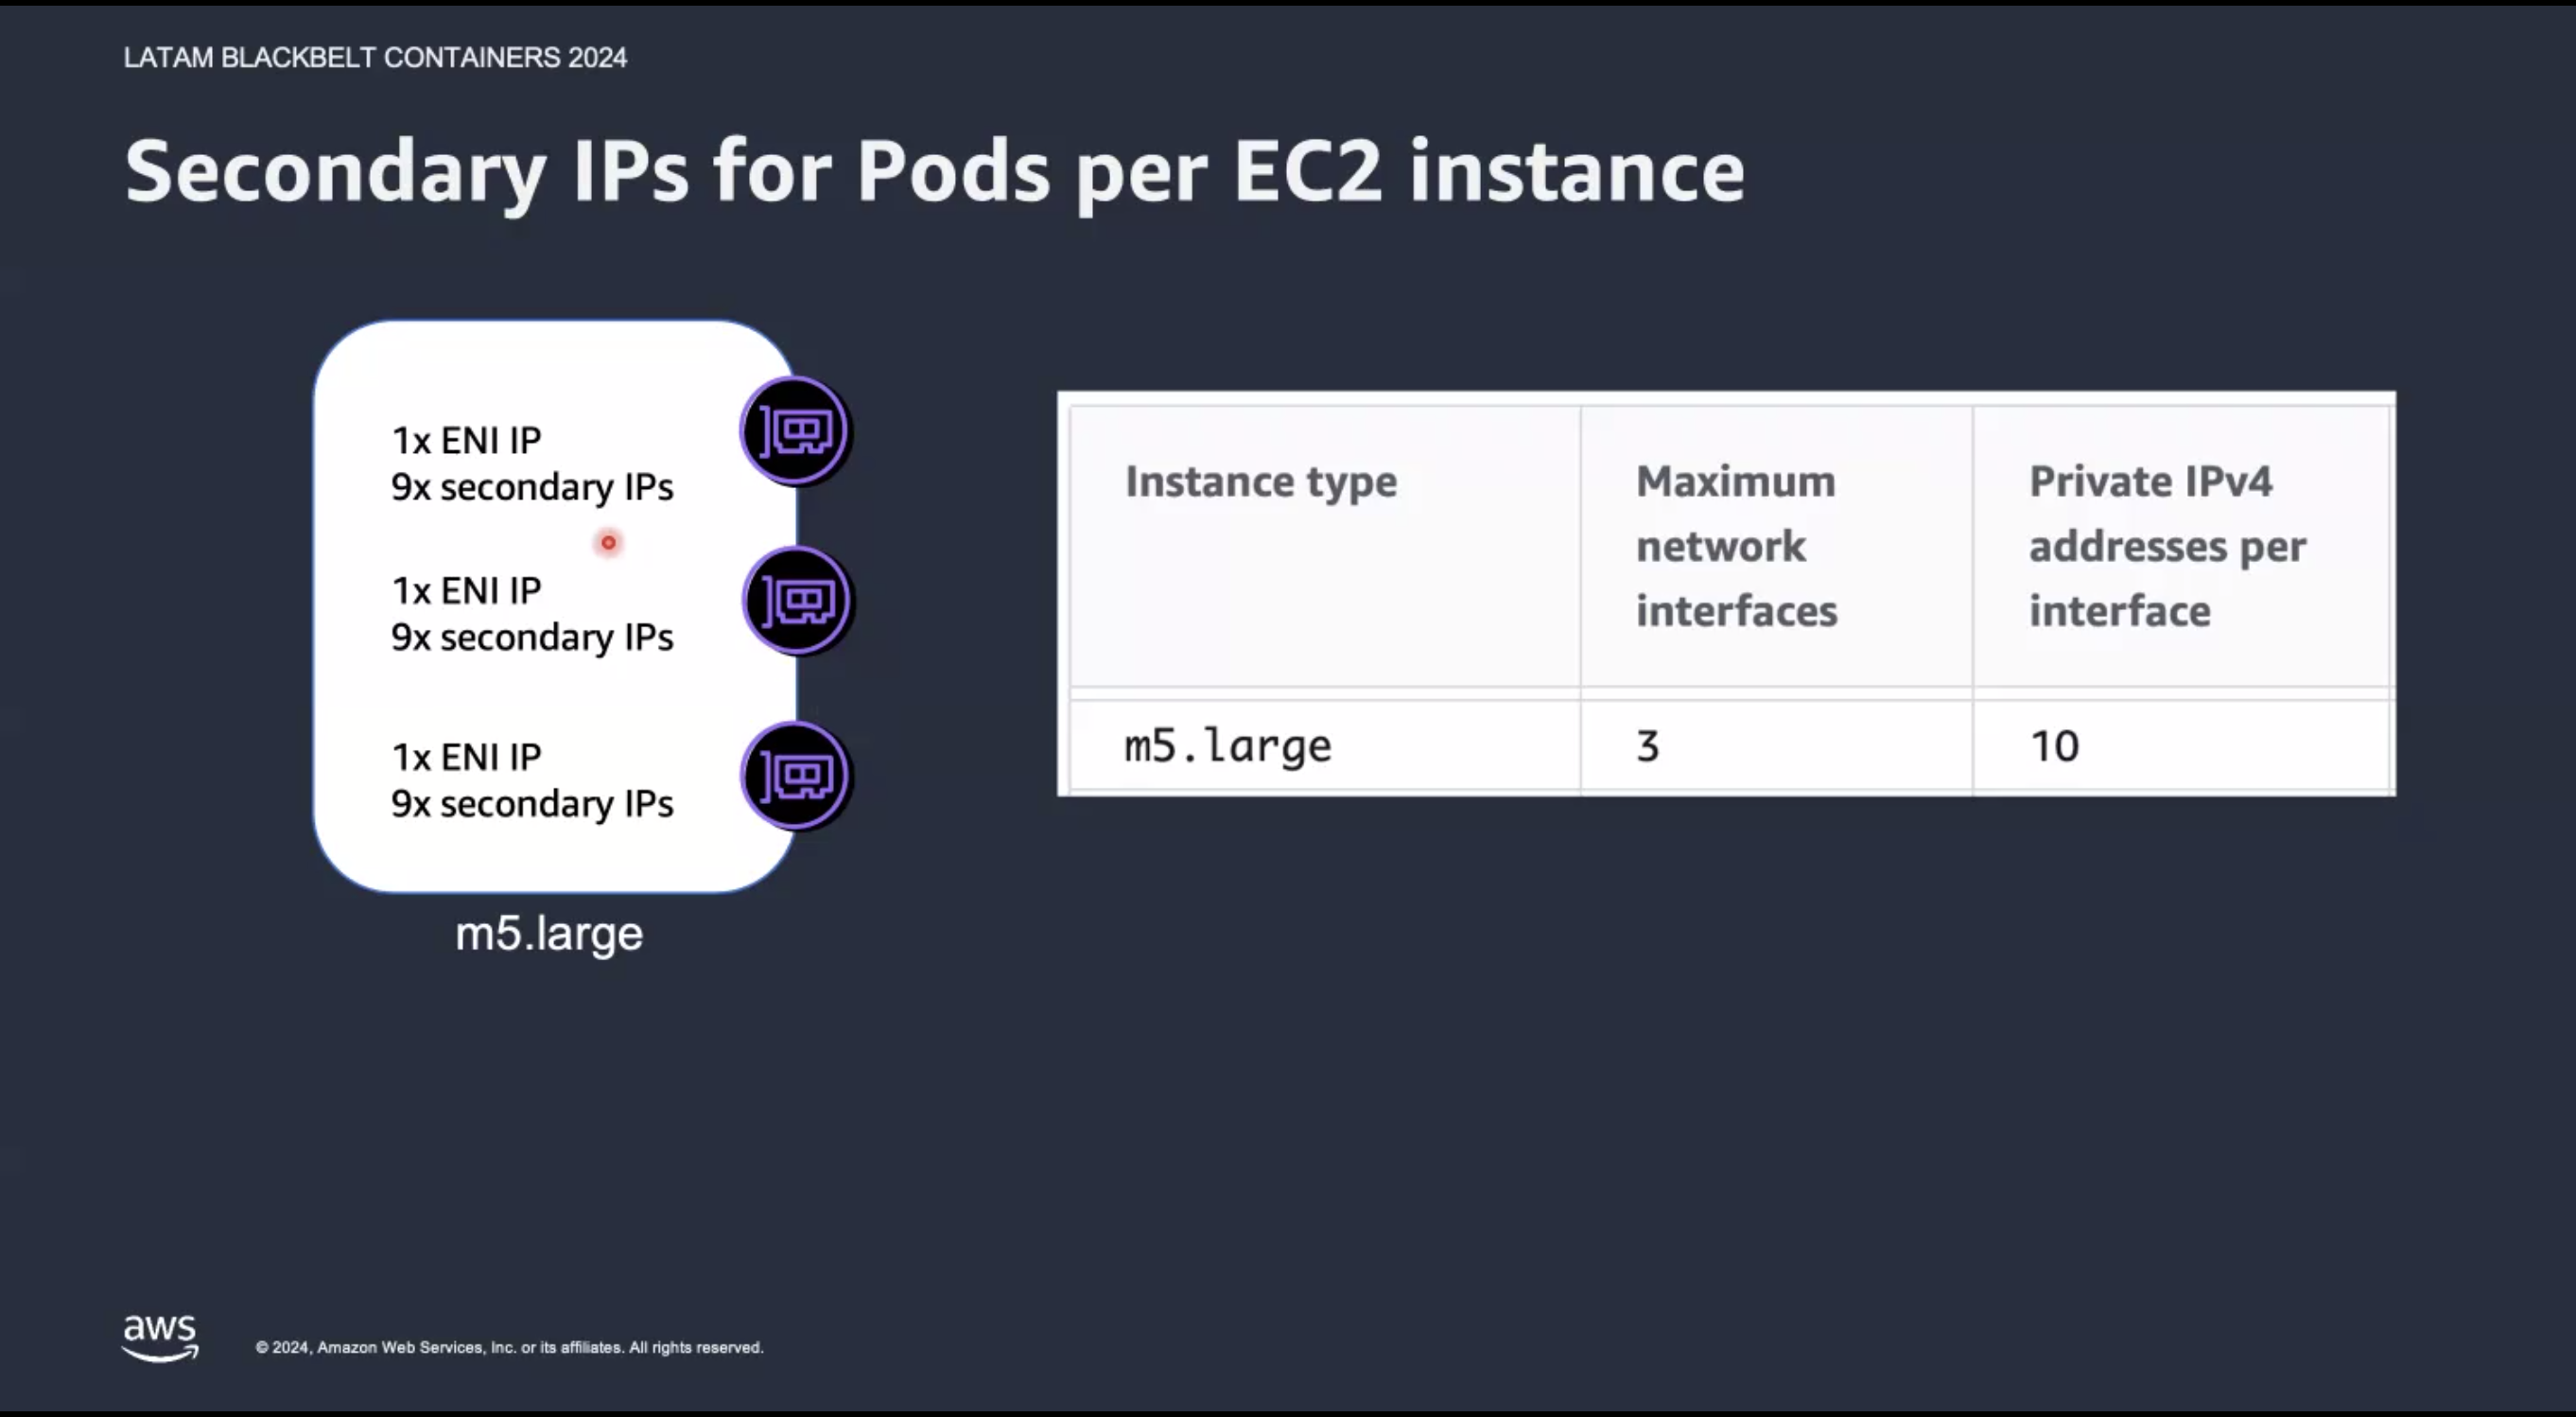 LATAM BLACKBELT CONTAINERS 2024
Secondary IPs for Pods per EC2 instance
1x ENI IP
9x secondary IPs
1x ENI IP
9x secondary IPs
1x ENI IP
9x secondary IPs
m5.large
Instance type
Maximum
network
interfaces
Private IPv4
addresses per
interface
m5.large
3
10
aws
© 2024, Amazon Web Services, Inc. or its affiliates. All rights reserved.